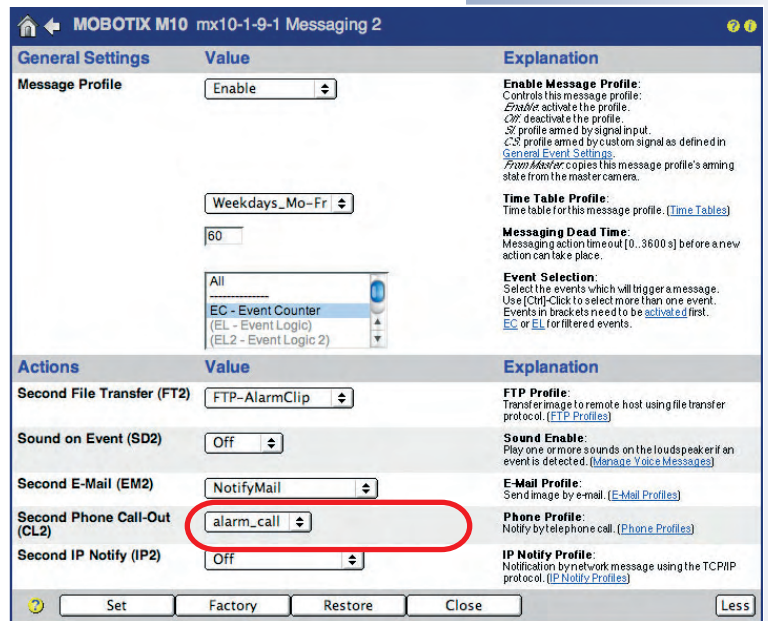 MOBOTIX M10 mx10-1-9-1 Messaging 2
General Settings Value Explanation
Message Profile
Enable
Enable Message Profile:
Controls this message profile:
Enable: activate the profile.
Off: deactivate the profile.
SI: profile armed by signal input.
CS: profile armed by custom signal as defined in
General Event Settings.
From Master: copies this message profile's arming
state from the master camera.
Weekdays_Mo-Fr
Time Table Profile:
Time table for this message profile. (Time Tables)
60
Messaging Dead Time:
Messaging action timeout [0..3600 s] before a new
action can take place.
All
--------------
EC - Event Counter
(EL - Event Logic)
(EL2 - Event Logic 2)
Event Selection:
Select the events which will trigger a message.
Use [Ctrl]-Click to select more than one event.
Events in brackets need to be activated first.
EC or EL for filtered events.
Actions Value Explanation
Second File Transfer (FT2)
FTP-AlarmClip
FTP Profile:
Transfer image to remote host using file transfer
protocol. (FTP Profiles)
Sound on Event (SD2)
Off
Sound Enable:
Play one or more sounds on the loudspeaker if an
event is detected. (Manage Voice Messages)
Second E-Mail (EM2)
NotifyMail
E-Mail Profile:
Send image by e-mail. (E-Mail Profiles)
Second Phone Call-Out
(CL2)
alarm_call
Phone Profile:
Notify by telephone call. (Phone Profiles)
Second IP Notify (IP2)
Off
IP Notify Profile:
Notification by network message using the TCP/IP
protocol. (IP Notify Profiles)
? Set Factory Restore Close Less